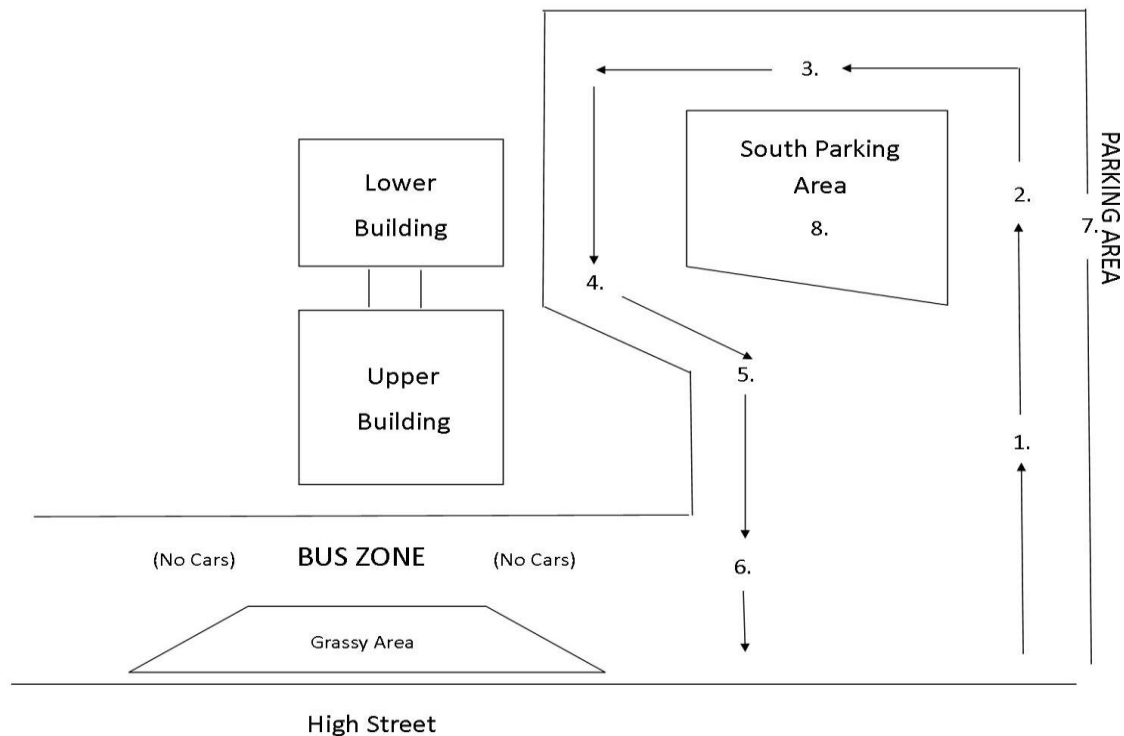 3.
South Parking
Area
8.
PARKING AREA
2.
7.
Lower
Building
4.
Upper
Building
5.
1.
(No Cars) BUS ZONE (No Cars)
6.
Grassy Area
High Street